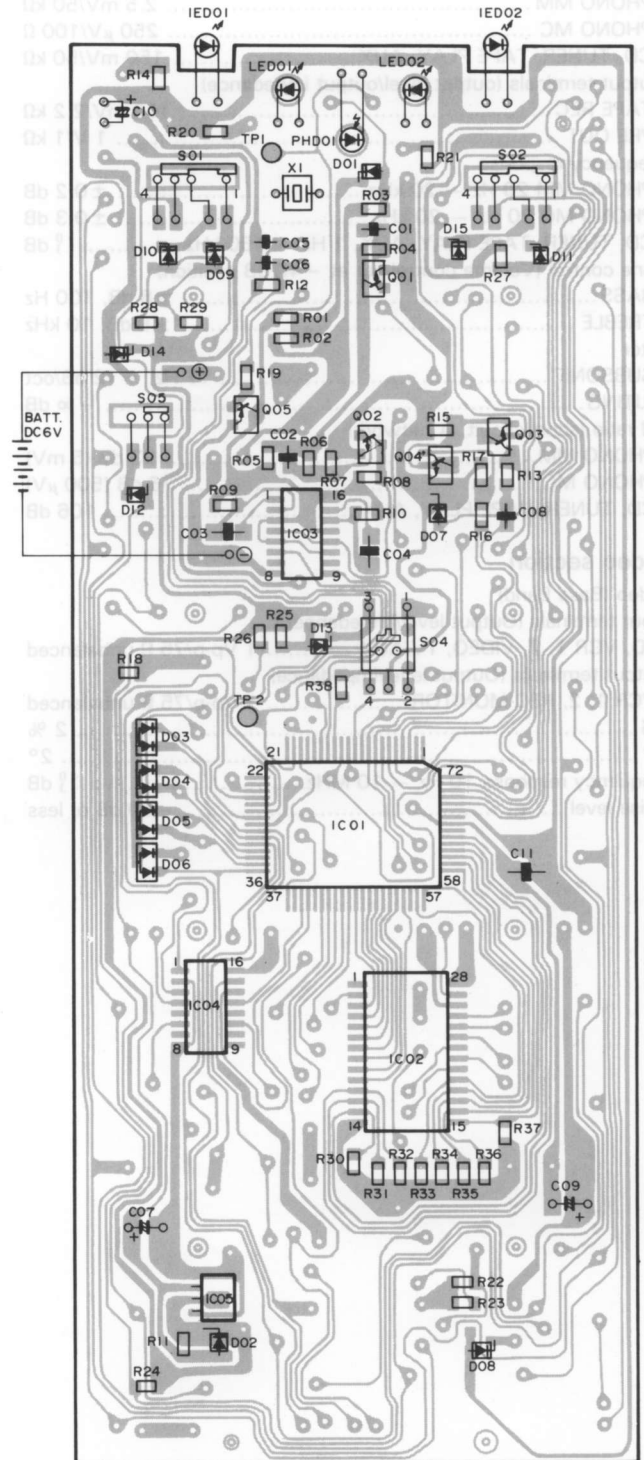 IED01 IED02
R14 LED01 LED02
+ C10
R20 TP1 PHD01 R21
S01 X1 D01 S02
4 1 R03 4 1
C01
D10 D09 C05 R04 D15 D11
C06 R27
R12 Q01
R28 R29 R01
R02
D14
+
R19
S05
BATT.
DC6V
Q05 Q02 R15 Q03
C02 R06 Q04 R17
R05 R07 R08 R13
D12 R09 1 16
C03 IC03 R10 D07 R16 C08
8 9 C04
−
3 1
R26 R25 D13 S04
R18 R38 4 2
TP2
D03 21 1
22 72
D04
IC01
D05
D06 C11
36 58
37 57
1 16 1 28
IC04 IC02
8 9
14 15
R37
R30 R32 R34 R36
R31 R33 R35 C09
C07 +
+
R22
IC05 R23
R11 D02
D08
R24